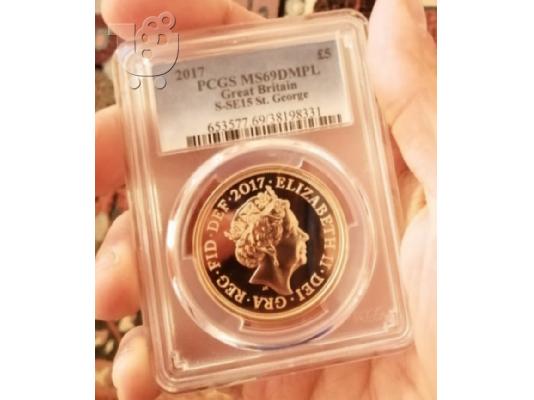 2017 £5
PCGS MS69DMPL
Great Britain
S-SE15 St. George
653577.69/38198331
ELIZABETH II · DEI · GRA · REG · FID · DEF · 2017 ·